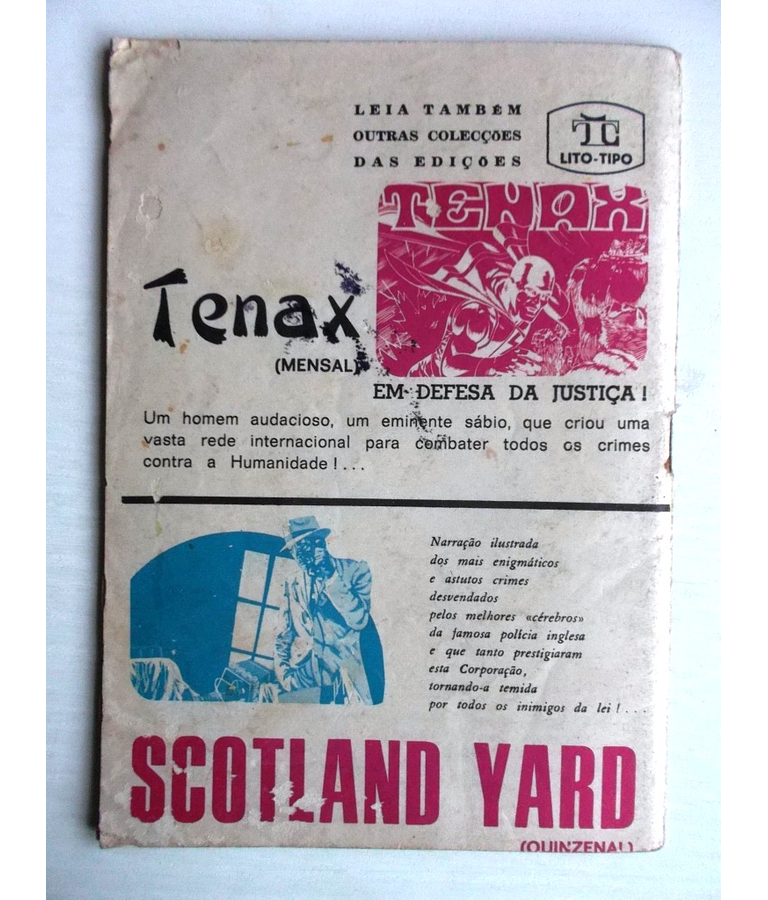 LEIA TAMBÉM
OUTRAS COLECÇÕES
DAS EDIÇÕES
LITO-TIPO
TENAX
Tenax
(MENSAL)
EM DEFESA DA JUSTIÇA!
Um homem audacioso, um eminente sábio, que criou uma
vasta rede internacional para combater todos os crimes
contra a Humanidade!...
Narração ilustrada
dos mais enigmáticos
e astutos crimes
desvendados
pelos melhores «cérebros»
da famosa polícia inglesa
e que tanto prestigiaram
esta Corporação,
tornando-a temida
por todos os inimigos da lei!...
SCOTLAND YARD
(QUINZENAL)